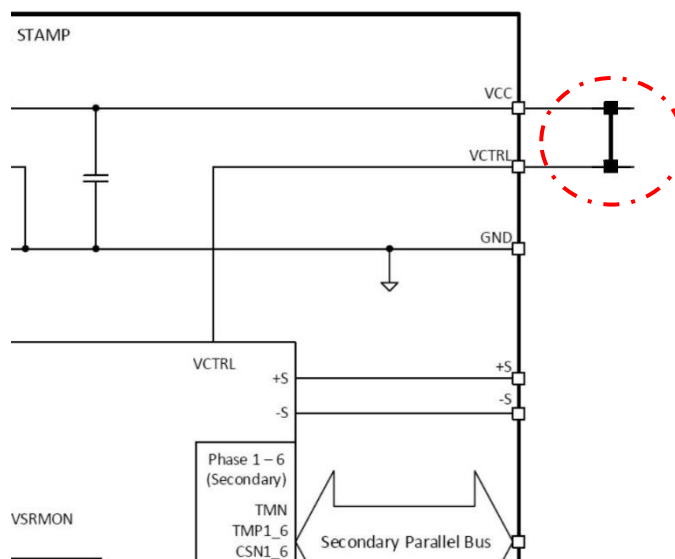 STAMP
VCC
VCTRL
GND
VCTRL
+S
+S
-S
-S
Phase 1 – 6
(Secondary)
TMN
TMP1_6
CSN1_6
VSRMON
Secondary Parallel Bus